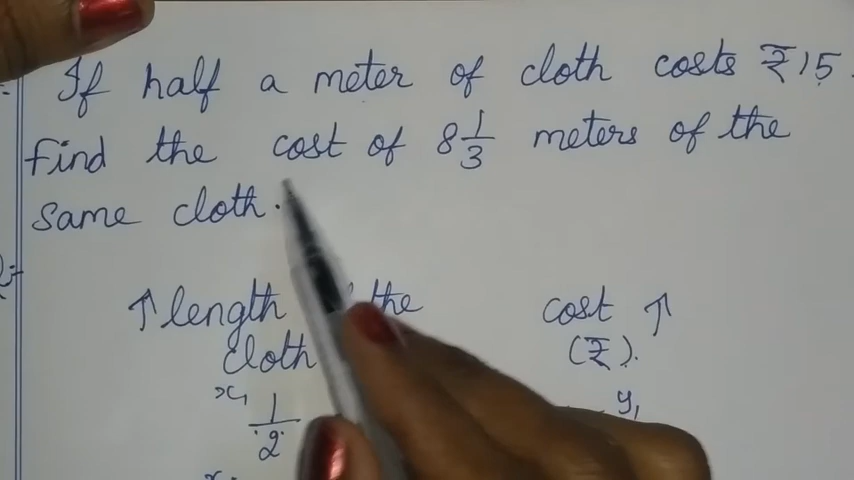 If half a meter of cloth costs ₹15.
find the cost of 8 1/3 meters of the
same cloth.
↑ length the cost ↑
cloth (₹).
x₁ y₁
1/2